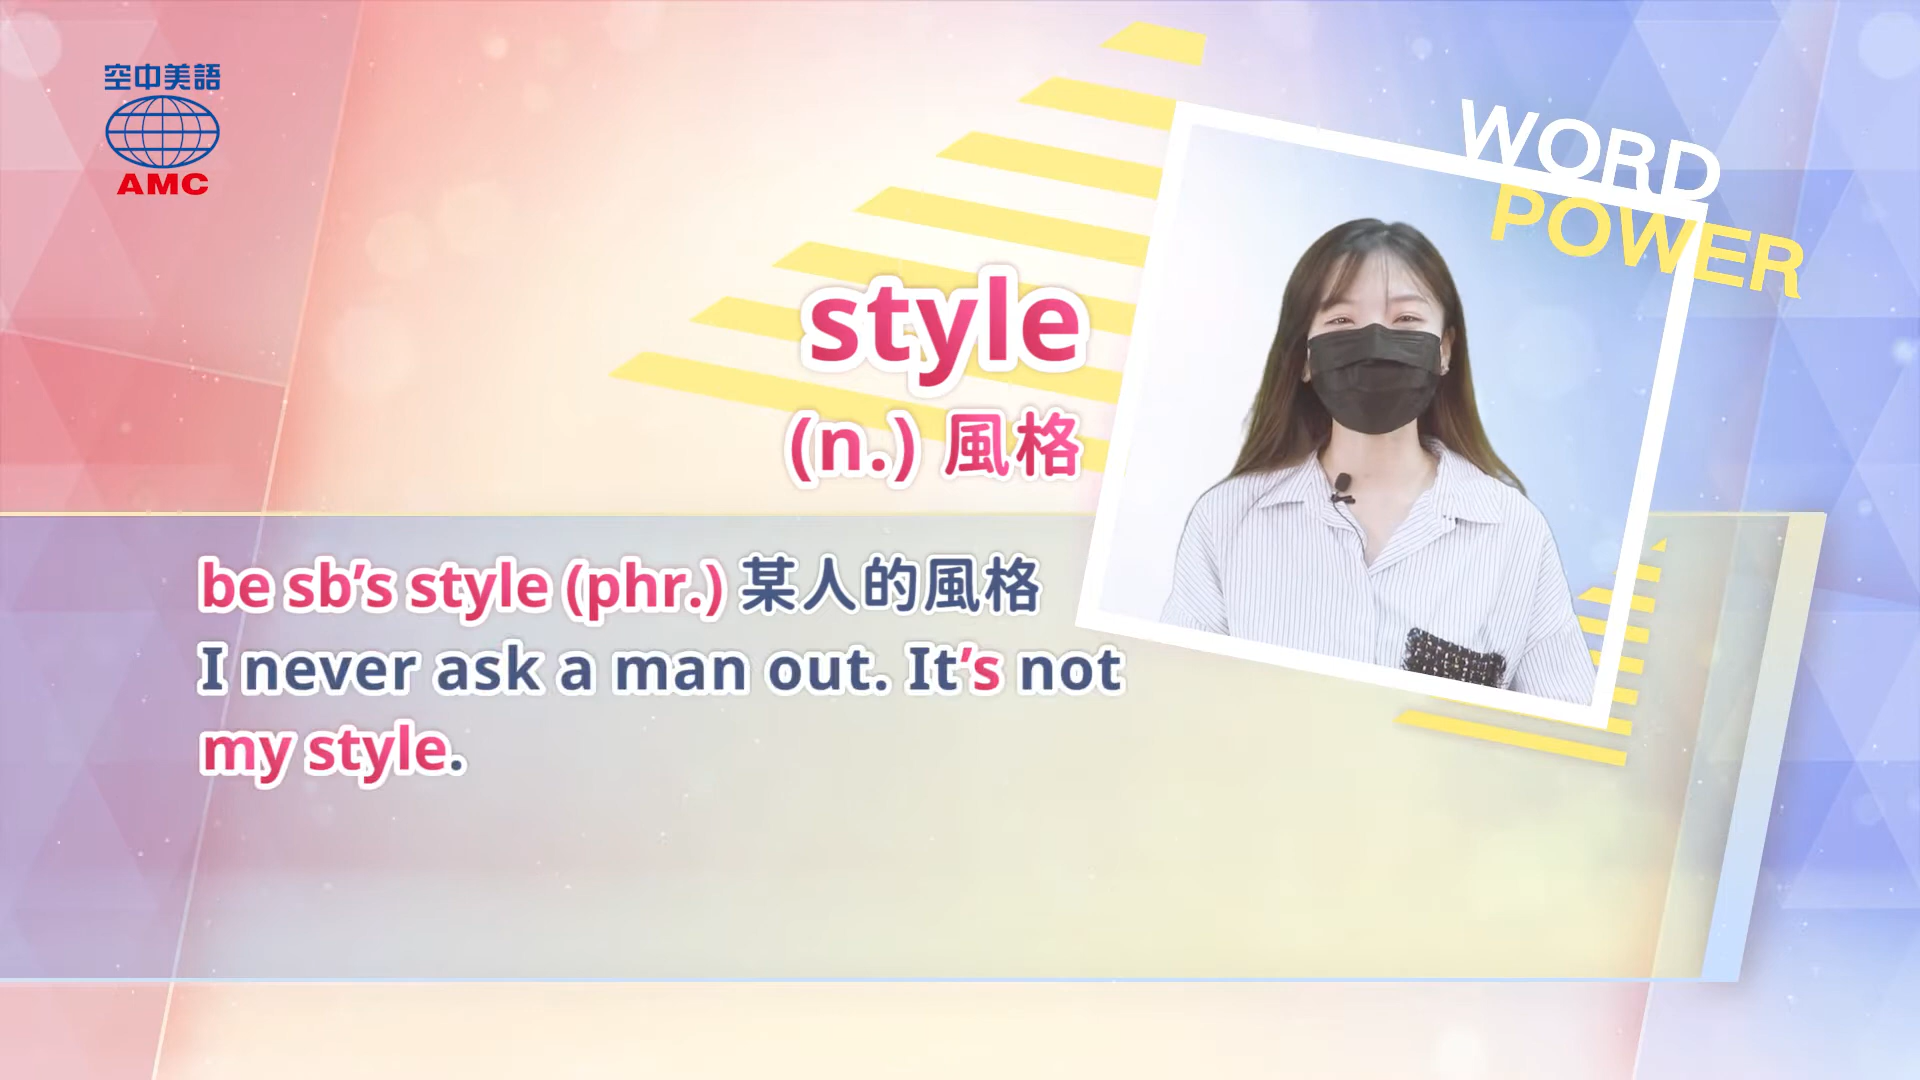 空中美語
AMC
WORD
POWER
style
(n.) 風格
be sb’s style (phr.) 某人的風格
I never ask a man out. It’s not
my style.